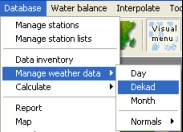 Database Water balance Interpolate
Manage stations
Manage station lists
Visual
menu
Data inventory
Manage weather data
Day
Calculate
Dekad
Month
Report
Map
Normals